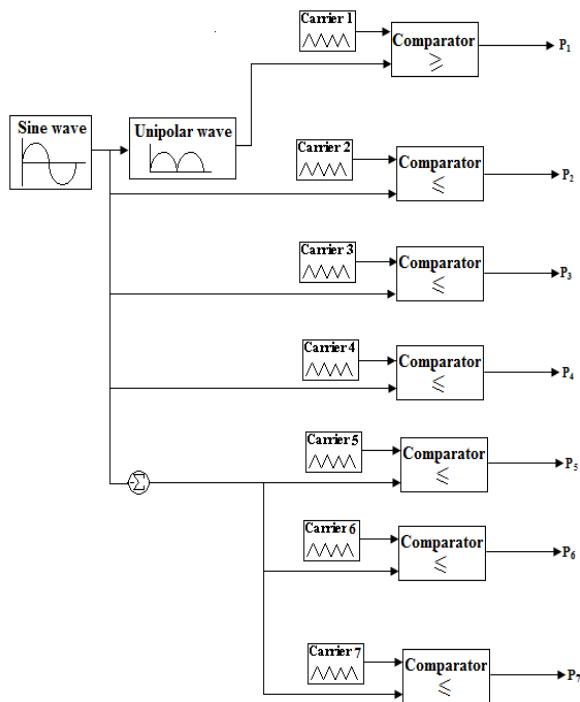 Carrier 1
Comparator
≥
P1
Sine wave
Unipolar wave
Carrier 2
Comparator
≤
P2
Carrier 3
Comparator
≤
P3
Carrier 4
Comparator
≤
P4
Carrier 5
Comparator
≤
P5
-Σ
Carrier 6
Comparator
≤
P6
Carrier 7
Comparator
≤
P7